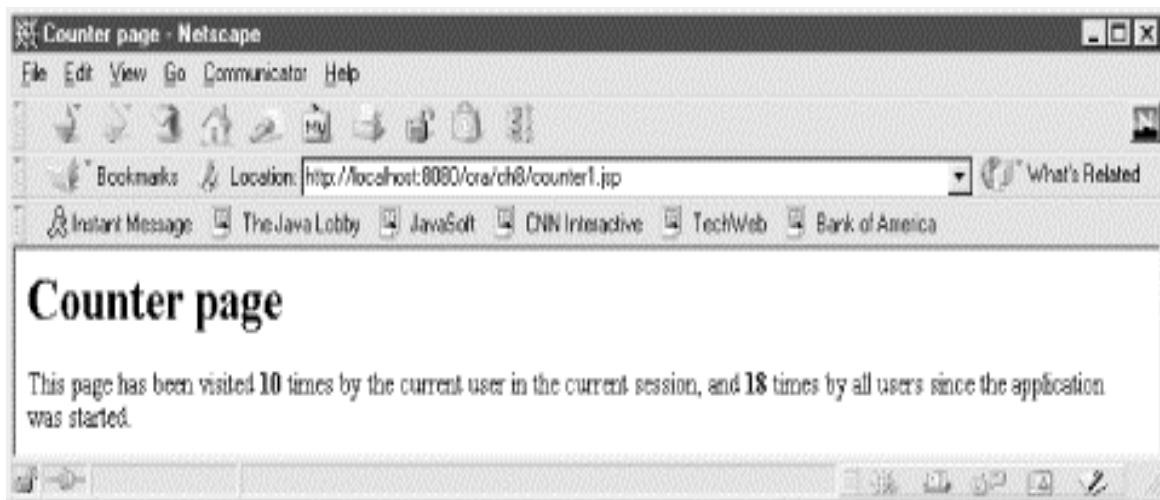 Counter page - Netscape
File Edit View Go Communicator Help
My
Bookmarks Location: http://localhost:8080/ora/ch8/counter1.jsp What's Related
Instant Message The Java Lobby JavaSoft CNN Interactive TechWeb Bank of America
Counter page
This page has been visited 10 times by the current user in the current session, and 18 times by all users since the application
was started.